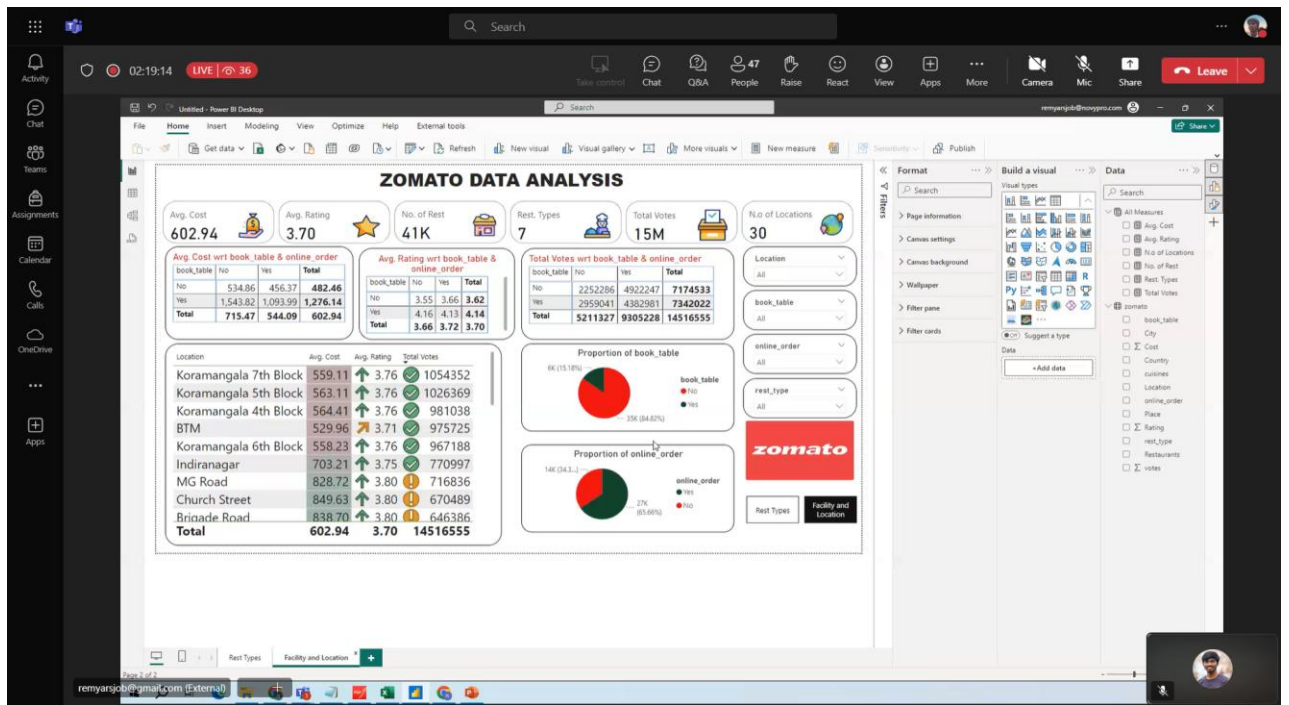 Search
Activity
Chat
Teams
Assignments
Calendar
Calls
OneDrive
Apps
02:19:14 LIVE 36
Take control Chat Q&A 47 People Raise React View Apps More Camera Mic Share Leave
Untitled - Power BI Desktop Search remyarsjob@novypro.com
File Home Insert Modeling View Optimize Help External tools Share
Get data Refresh New visual Visual gallery More visuals New measure Sensitivity Publish
ZOMATO DATA ANALYSIS
Avg. Cost Avg. Rating No. of Rest Rest. Types Total Votes N.o of Locations
602.94 3.70 41K 7 15M 30
Avg. Cost wrt book_table & online_order
book_table No Yes Total
No 534.86 456.37 482.46
Yes 1,543.82 1,093.99 1,276.14
Total 715.47 544.09 602.94
Avg. Rating wrt book_table &
online_order
book_table No Yes Total
No 3.55 3.66 3.62
Yes 4.16 4.13 4.14
Total 3.66 3.72 3.70
Total Votes wrt book_table & online_order
book_table No Yes Total
No 2252286 4922247 7174533
Yes 2959041 4382981 7342022
Total 5211327 9305228 14516555
Location
All
book_table
All
online_order
All
rest_type
All
Location Avg. Cost Avg. Rating Total Votes
Koramangala 7th Block 559.11 3.76 1054352
Koramangala 5th Block 563.11 3.76 1026369
Koramangala 4th Block 564.41 3.76 981038
BTM 529.96 3.71 975725
Koramangala 6th Block 558.23 3.76 967188
Indiranagar 703.21 3.75 770997
MG Road 828.72 3.80 716836
Church Street 849.63 3.80 670489
Brigade Road 838.70 3.80 646386
Total 602.94 3.70 14516555
Proportion of book_table
6K (15.18%)
35K (84.82%)
book_table
No
Yes
Proportion of online_order
14K (34.3...)
27K
(65.66%)
online_order
Yes
No
zomato
Rest Types
Facility and
Location
Filters
Format
Search
Page information
Canvas settings
Canvas background
Wallpaper
Filter pane
Filter cards
Build a visual
Visual types
Suggest a type
Data
+Add data
Data
Search
All Measures
Avg. Cost
Avg. Rating
N.o of Locations
No. of Rest
Rest. Types
Total Votes
zomato
book_table
City
Cost
Country
cuisines
Location
online_order
Place
Rating
rest_type
Restaurants
votes
Rest Types Facility and Location
Page 2 of 2
remyarsjob@gmail.com (External)